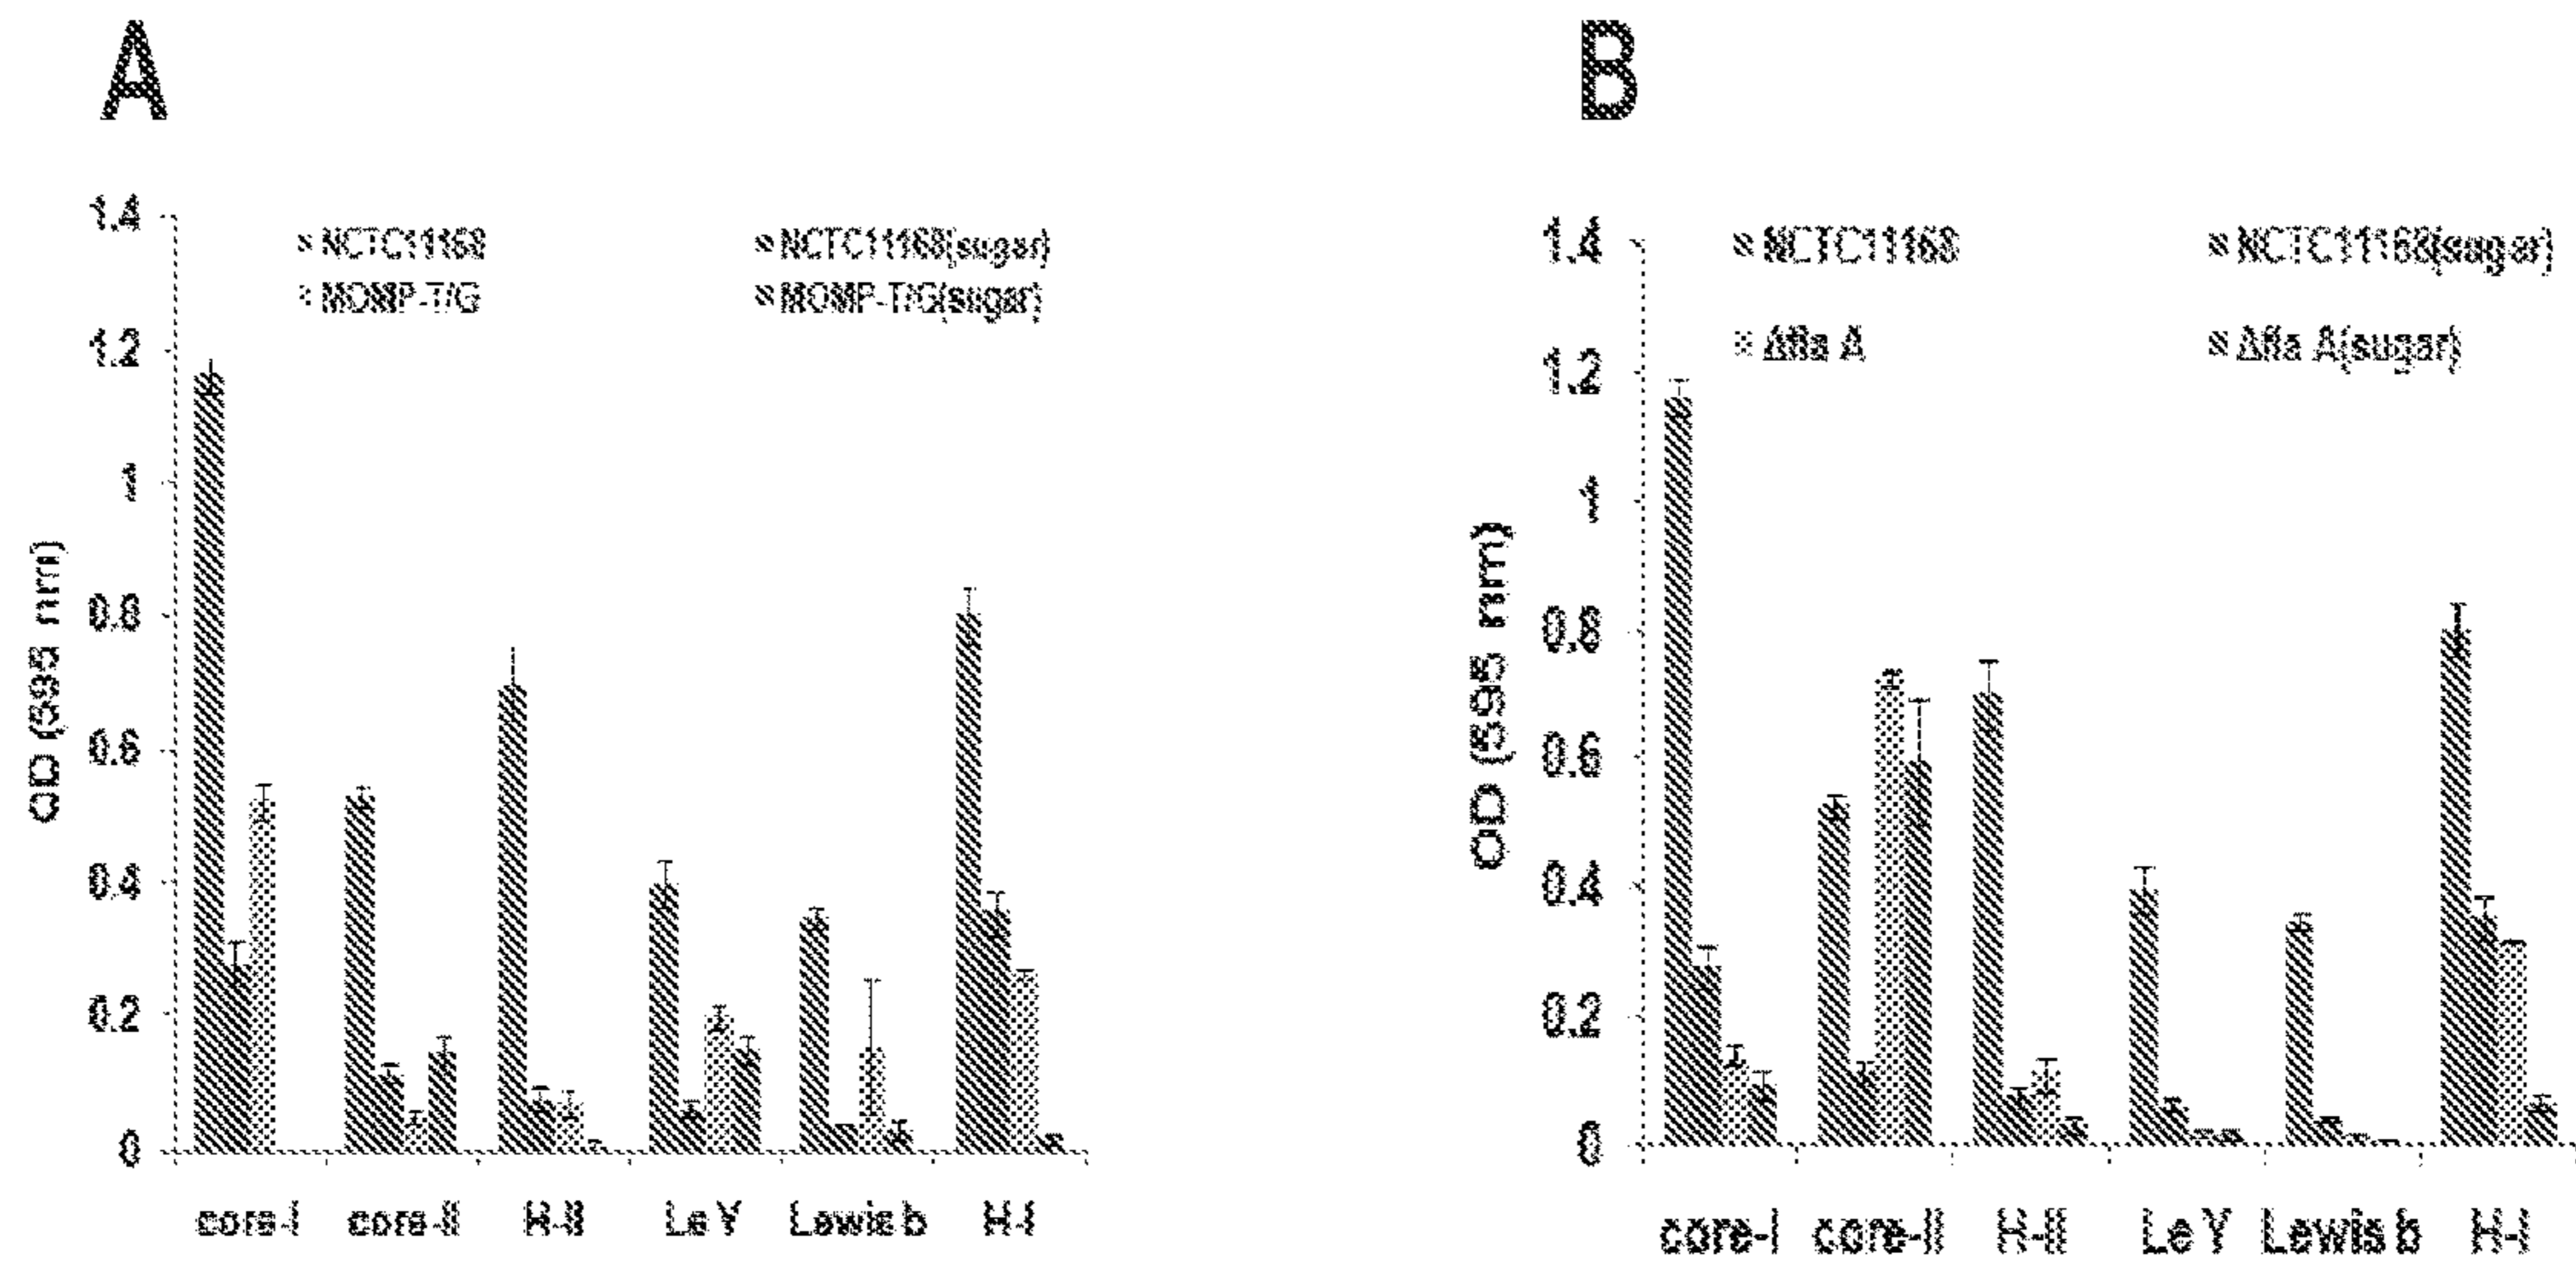 A
1.4
1.2
1
0.8
0.6
0.4
0.2
0
OD (595 nm)
NCTC11168 NCTC11168(sugar)
MOMP-T/G MOMP-T/G(sugar)
core-I core-II H-II Le Y Lewis b H-I
B
1.4
1.2
1
0.8
0.6
0.4
0.2
0
OD (595 nm)
NCTC11168 NCTC11168(sugar)
Δfla A Δfla A(sugar)
core-I core-II H-II Le Y Lewis b H-I